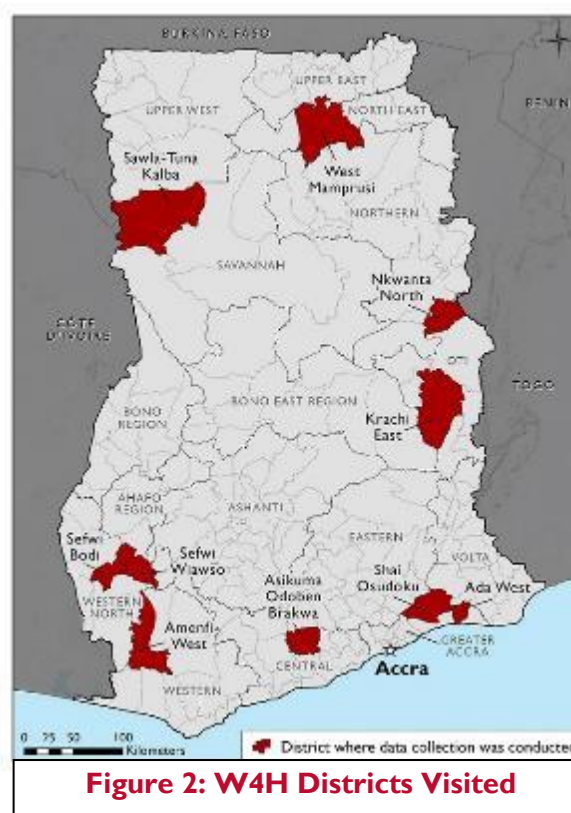 BURKINA FASO
UPPER EAST
BENIN
UPPER WEST
NORTH EAST
Sawla-Tuna
Kalba
West
Mamprusi
NORTHERN
SAVANNAH
Nkwanta
North
CÔTE
D'IVOIRE
OTI
TOGO
BONO
REGION
BONO EAST REGION
Krachi
East
AHAFO
REGION
ASHANTI
Sefwi
Bodi
Sefwi
Wiawso
EASTERN
VOLTA
Asikuma
Odoben
Brakwa
Shai
Osudoku
Ada West
WESTERN
NORTH
Amenfi
West
GREATER
ACCRA
CENTRAL
Accra
WESTERN
0 25 50 100
Kilometers
District where data collection was conducted
Figure 2: W4H Districts Visited